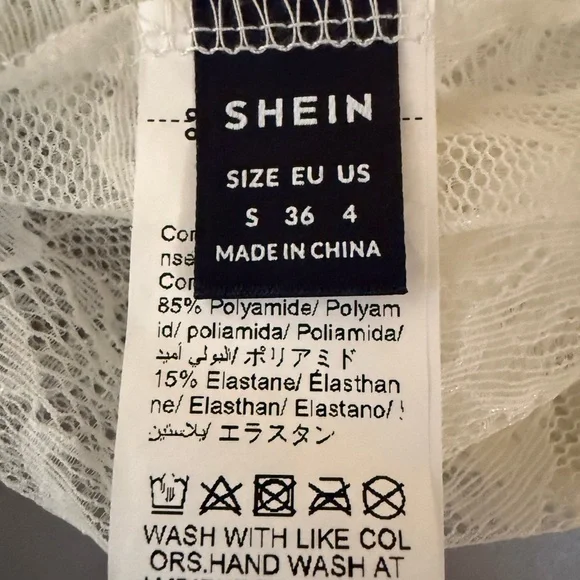 SHEIN
SIZE EU US
S 36 4
MADE IN CHINA
85% Polyamide/ Polyam
id/ poliamida/ Poliamida/
البولي أميد/ ポリアミド
15% Elastane/ Élasthan
ne/ Elasthan/ Elastano/
إيلاستين/ エラスタン
WASH WITH LIKE COL
ORS.HAND WASH AT